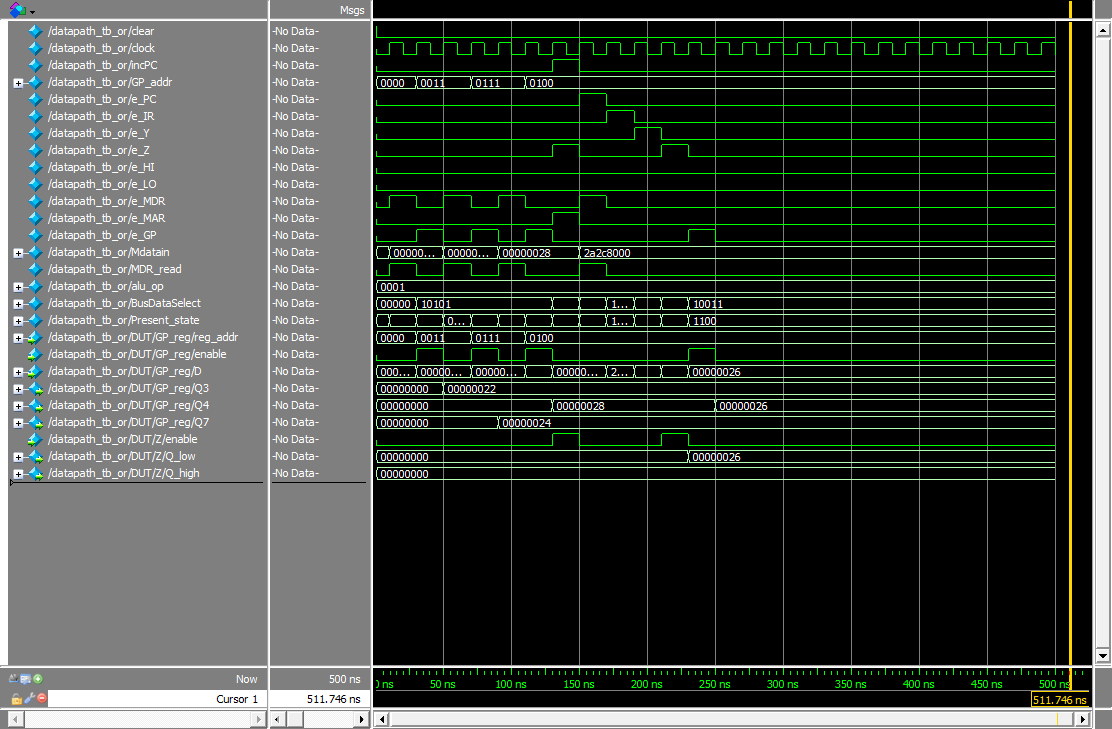 Msgs
/datapath_tb_or/clear -No Data-
/datapath_tb_or/clock -No Data-
/datapath_tb_or/incPC -No Data-
/datapath_tb_or/GP_addr -No Data- 0000 0011 0111 0100
/datapath_tb_or/e_PC -No Data-
/datapath_tb_or/e_IR -No Data-
/datapath_tb_or/e_Y -No Data-
/datapath_tb_or/e_Z -No Data-
/datapath_tb_or/e_HI -No Data-
/datapath_tb_or/e_LO -No Data-
/datapath_tb_or/e_MDR -No Data-
/datapath_tb_or/e_MAR -No Data-
/datapath_tb_or/e_GP -No Data-
/datapath_tb_or/Mdatain -No Data- 00000... 00000... 00000028 2a2c8000
/datapath_tb_or/MDR_read -No Data-
/datapath_tb_or/alu_op -No Data- 0001
/datapath_tb_or/BusDataSelect -No Data- 00000 10101 1... 10011
/datapath_tb_or/Present_state -No Data- 0... 1... 1100
/datapath_tb_or/DUT/GP_reg/reg_addr -No Data- 0000 0011 0111 0100
/datapath_tb_or/DUT/GP_reg/enable -No Data-
/datapath_tb_or/DUT/GP_reg/D -No Data- 000... 00000... 00000... 00000... 2... 00000026
/datapath_tb_or/DUT/GP_reg/Q3 -No Data- 00000000 00000022
/datapath_tb_or/DUT/GP_reg/Q4 -No Data- 00000000 00000028 00000026
/datapath_tb_or/DUT/GP_reg/Q7 -No Data- 00000000 00000024
/datapath_tb_or/DUT/Z/enable -No Data-
/datapath_tb_or/DUT/Z/Q_low -No Data- 00000000 00000026
/datapath_tb_or/DUT/Z/Q_high -No Data- 00000000
Now 500 ns ns 50 ns 100 ns 150 ns 200 ns 250 ns 300 ns 350 ns 400 ns 450 ns 500 ns
Cursor 1 511.746 ns 511.746 ns